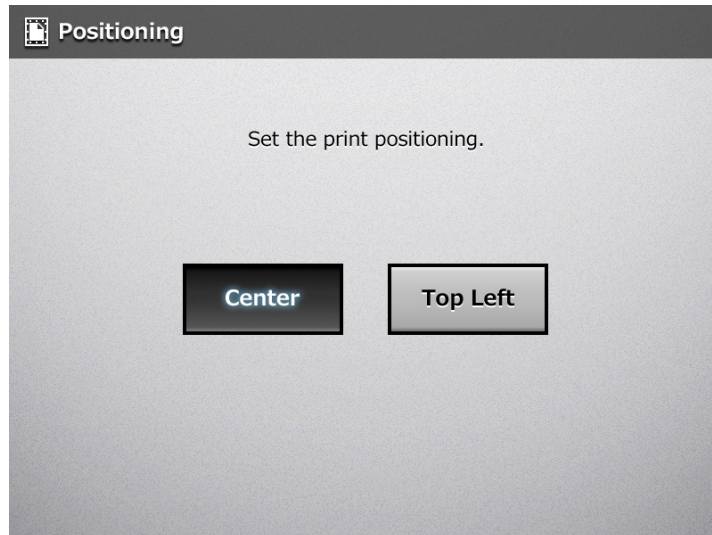 Positioning
Set the print positioning.
Center
Top Left